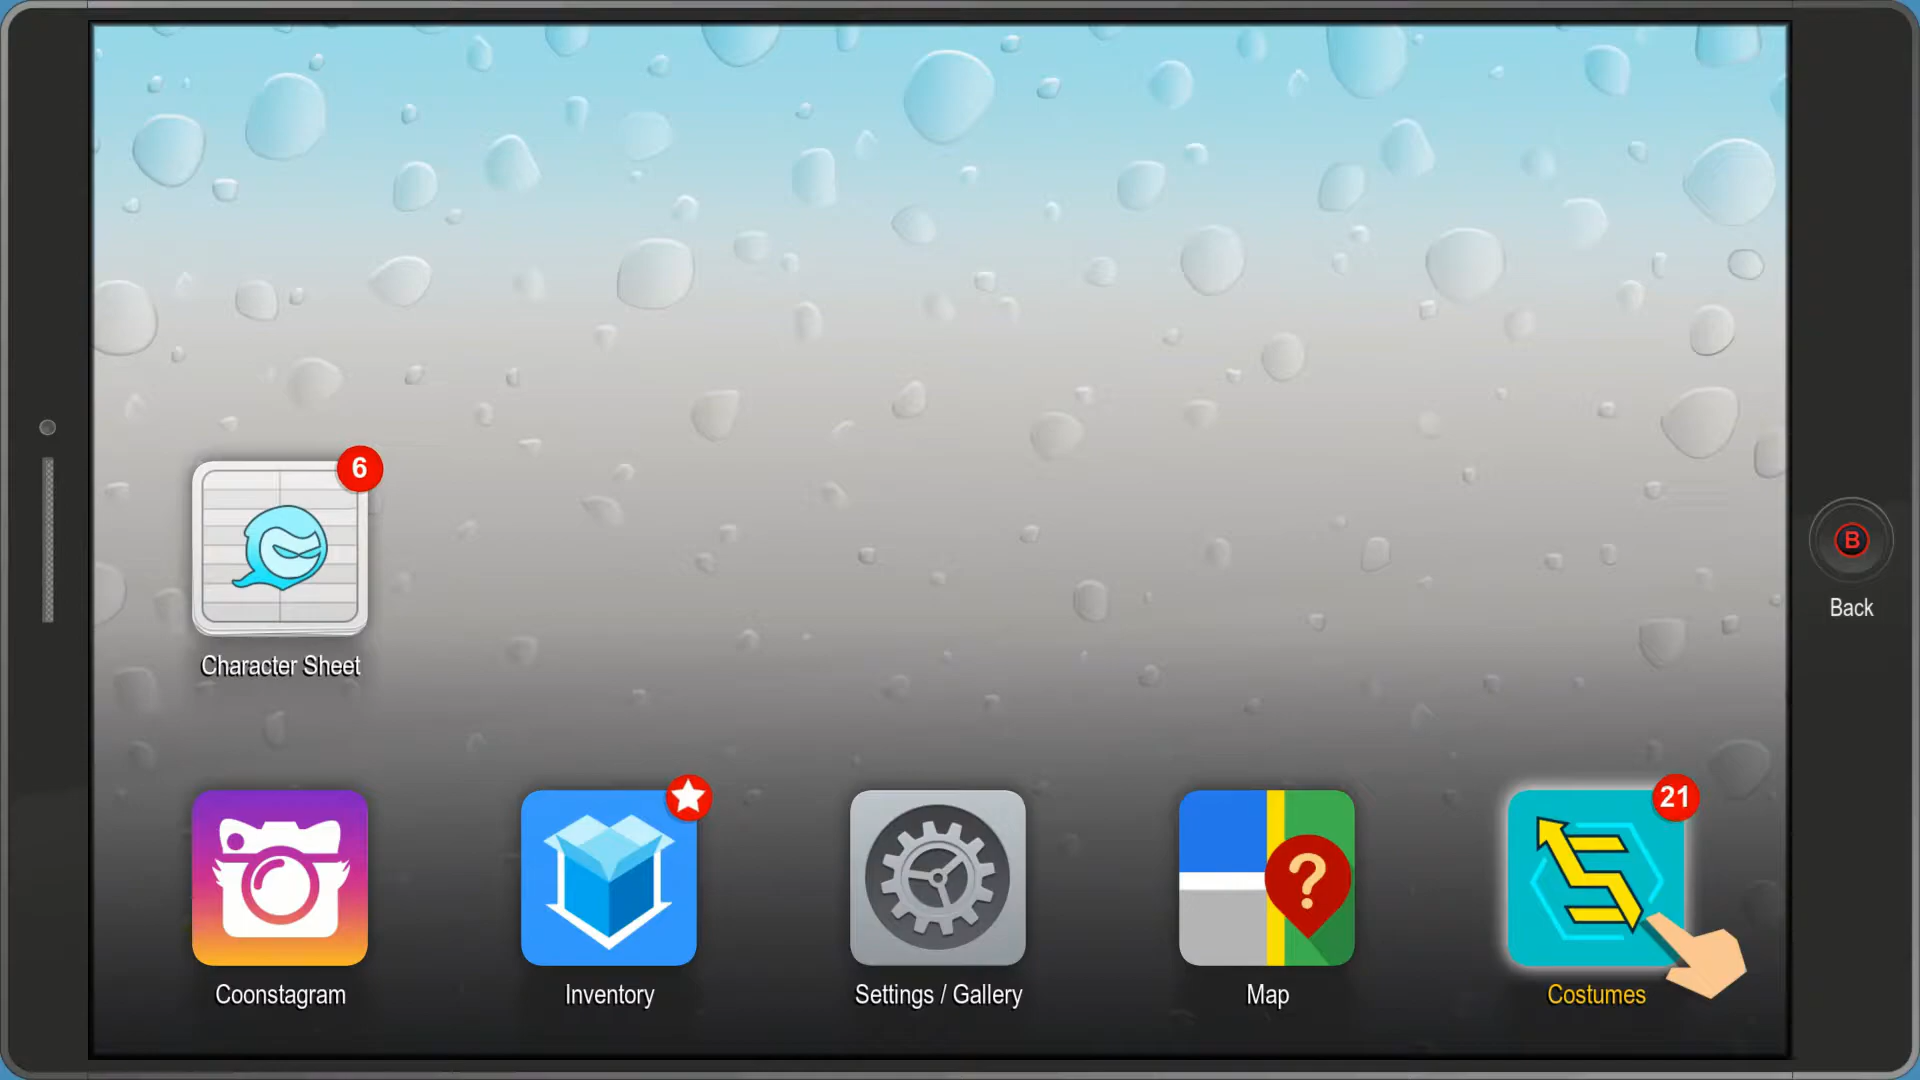 6
Character Sheet
B
Back
21
?
Coonstagram
Inventory
Settings / Gallery
Map
Costumes